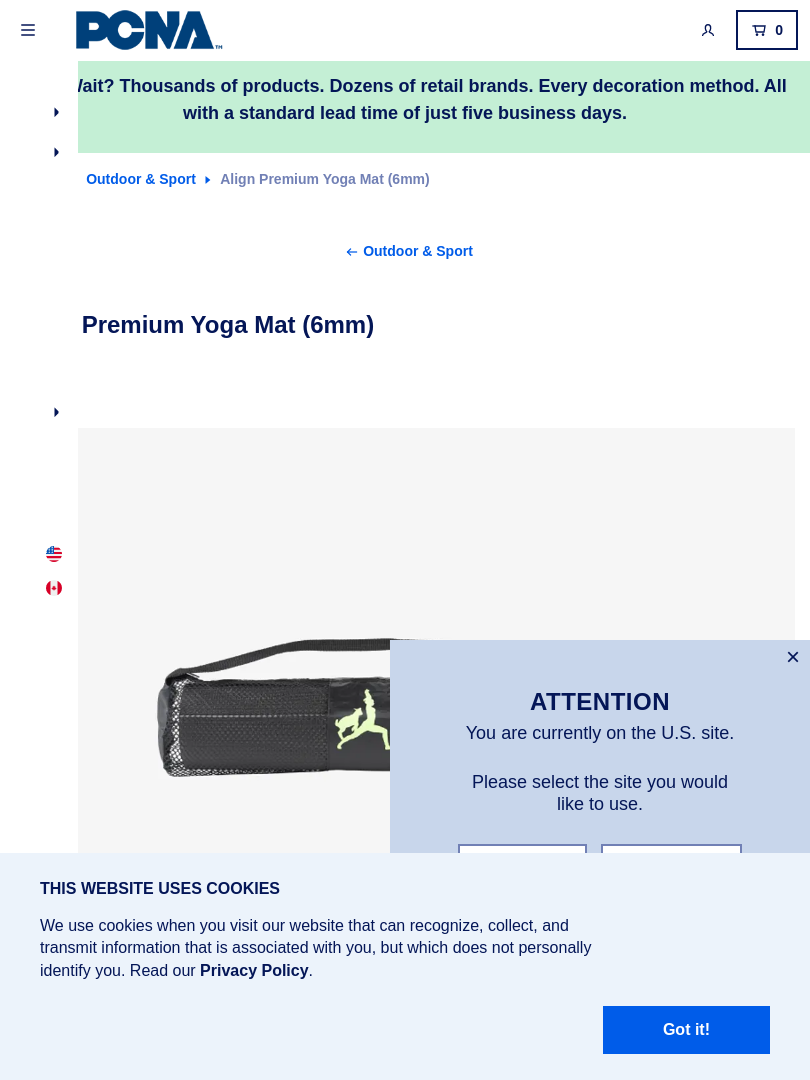 PCNA™
0
Wait? Thousands of products. Dozens of retail brands. Every decoration method. All
with a standard lead time of just five business days.
Outdoor & Sport
Align Premium Yoga Mat (6mm)
Outdoor & Sport
Premium Yoga Mat (6mm)
ATTENTION
You are currently on the U.S. site.
Please select the site you would
like to use.
THIS WEBSITE USES COOKIES
We use cookies when you visit our website that can recognize, collect, and
transmit information that is associated with you, but which does not personally
identify you. Read our Privacy Policy.
Got it!